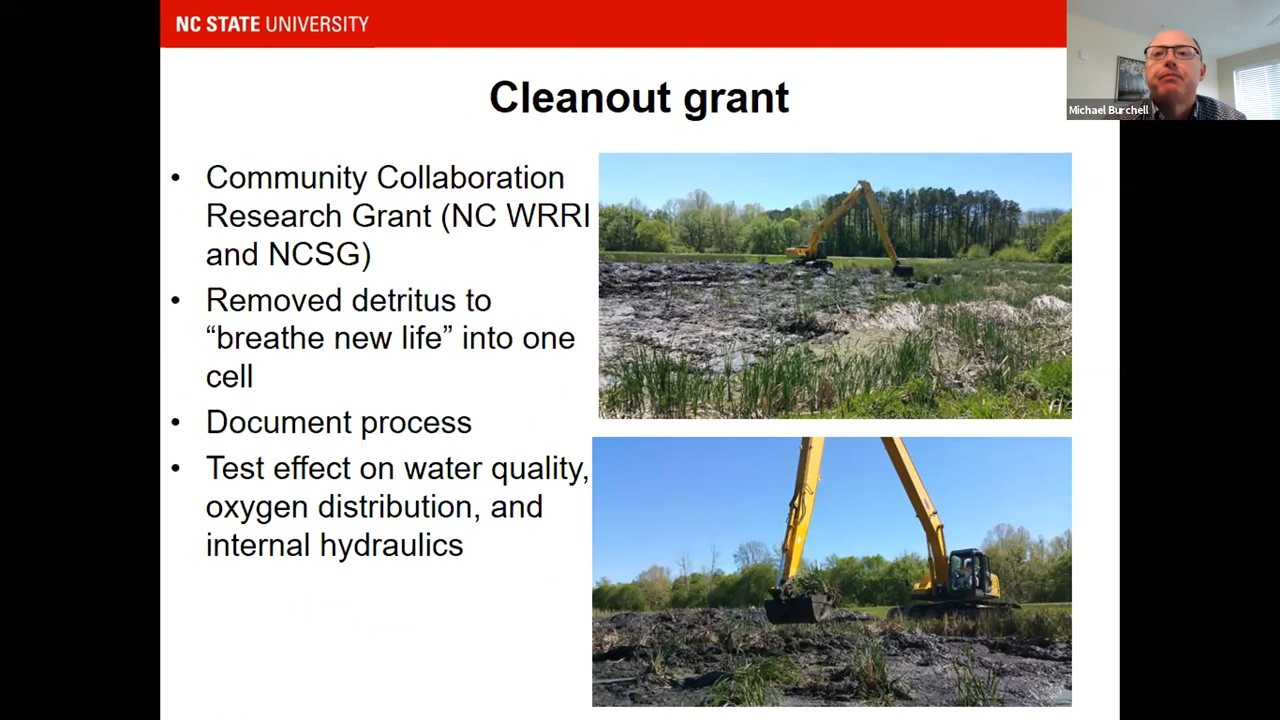 NC STATE UNIVERSITY
Michael Burchell
Cleanout grant
• Community Collaboration
Research Grant (NC WRRI
and NCSG)
• Removed detritus to
“breathe new life” into one
cell
• Document process
• Test effect on water quality,
oxygen distribution, and
internal hydraulics